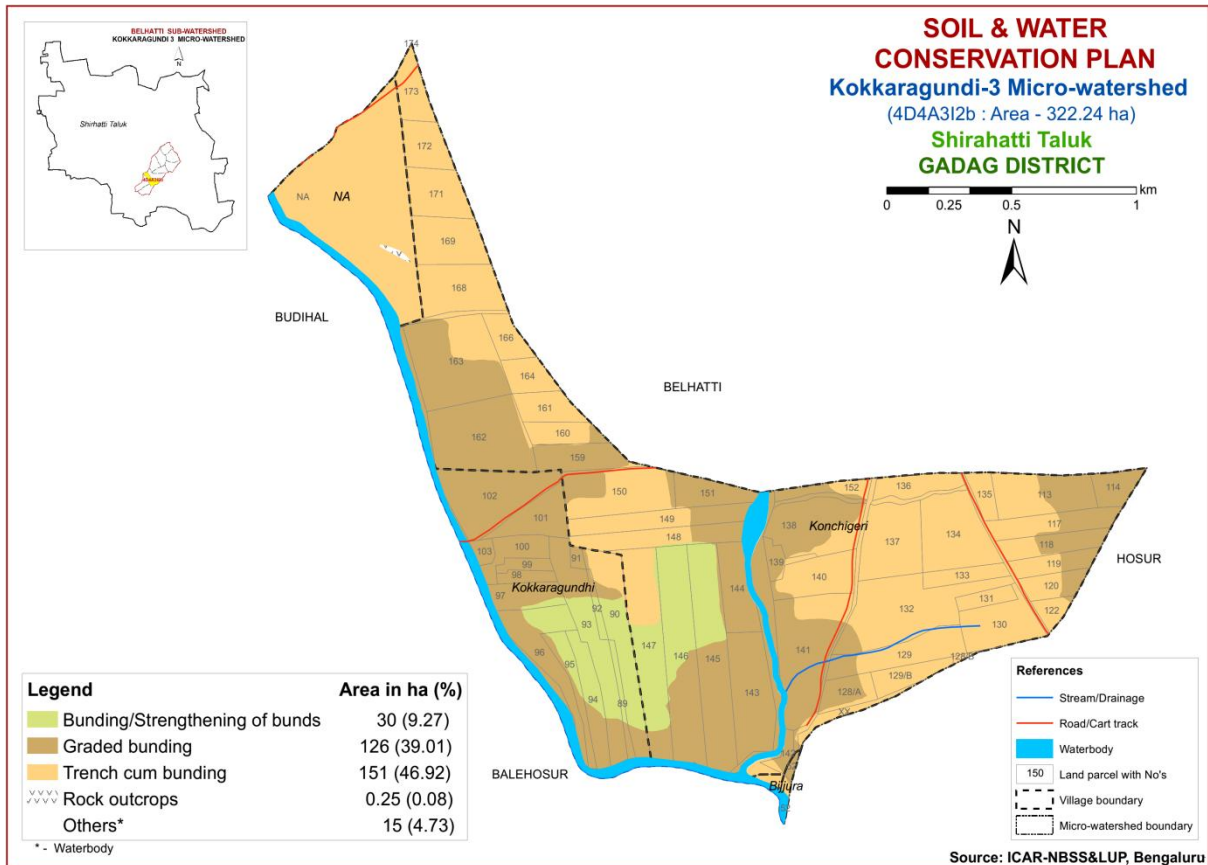 BELHATTI SUB-WATERSHED
KOKKARAGUNDI 3 MICRO-WATERSHED
N
Shirhatti Taluk
SOIL & WATER
CONSERVATION PLAN
Kokkaragundi-3 Micro-watershed
(4D4A3I2b : Area - 322.24 ha)
Shirahatti Taluk
GADAG DISTRICT
km
0 0.25 0.5 1
N
174
173
172
NA NA
171
169
168
BUDIHAL
166
163
164
BELHATTI
161
162 160
159
102 150 151 152 136 135 113 114
101 149 138 Konchigeri 134 117
103 100 91 148 137 118
99 139 HOSUR
98 140 133 119
97 Kokkaragundhi 144 120
92 90 132 131 122
93 130
96 95 147 146 145 141 129 128/B
94 89 143 128/A 129/B
XX
142
BALEHOSUR
Bijjura
Legend Area in ha (%)
Bunding/Strengthening of bunds 30 (9.27)
Graded bunding 126 (39.01)
Trench cum bunding 151 (46.92)
Rock outcrops 0.25 (0.08)
Others* 15 (4.73)
* - Waterbody
References
Stream/Drainage
Road/Cart track
Waterbody
150 Land parcel with No's
Village boundary
Micro-watershed boundary
Source: ICAR-NBSS&LUP, Bengaluru